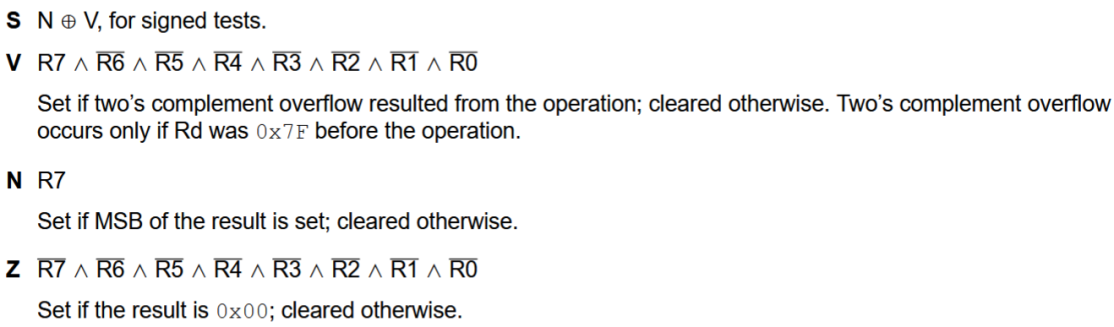 S N ⊕ V, for signed tests.
V R7 ∧ R̅6̅ ∧ R̅5̅ ∧ R̅4̅ ∧ R̅3̅ ∧ R̅2̅ ∧ R̅1̅ ∧ R̅0̅
Set if two’s complement overflow resulted from the operation; cleared otherwise. Two’s complement overflow
occurs only if Rd was 0x7F before the operation.
N R7
Set if MSB of the result is set; cleared otherwise.
Z R̅7̅ ∧ R̅6̅ ∧ R̅5̅ ∧ R̅4̅ ∧ R̅3̅ ∧ R̅2̅ ∧ R̅1̅ ∧ R̅0̅
Set if the result is 0x00; cleared otherwise.